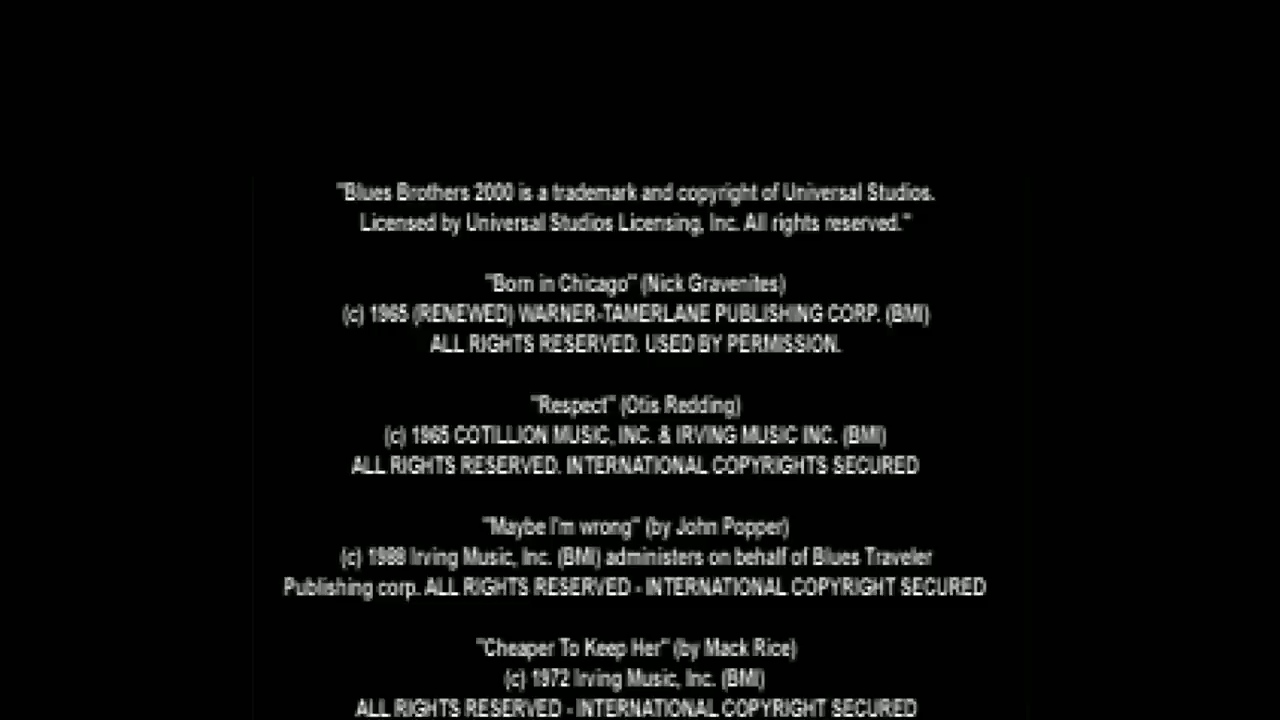 "Blues Brothers 2000 is a trademark and copyright of Universal Studios.
Licensed by Universal Studios Licensing, Inc. All rights reserved."
"Born in Chicago" (Nick Gravenites)
(c) 1965 (RENEWED) WARNER-TAMERLANE PUBLISHING CORP. (BMI)
ALL RIGHTS RESERVED. USED BY PERMISSION.
"Respect" (Otis Redding)
(c) 1965 COTILLION MUSIC, INC. & IRVING MUSIC INC. (BMI)
ALL RIGHTS RESERVED. INTERNATIONAL COPYRIGHTS SECURED
"Maybe I'm wrong" (by John Popper)
(c) 1988 Irving Music, Inc. (BMI) administers on behalf of Blues Traveler
Publishing corp. ALL RIGHTS RESERVED - INTERNATIONAL COPYRIGHT SECURED
"Cheaper To Keep Her" (by Mack Rice)
(c) 1972 Irving Music, Inc. (BMI)
ALL RIGHTS RESERVED - INTERNATIONAL COPYRIGHT SECURED